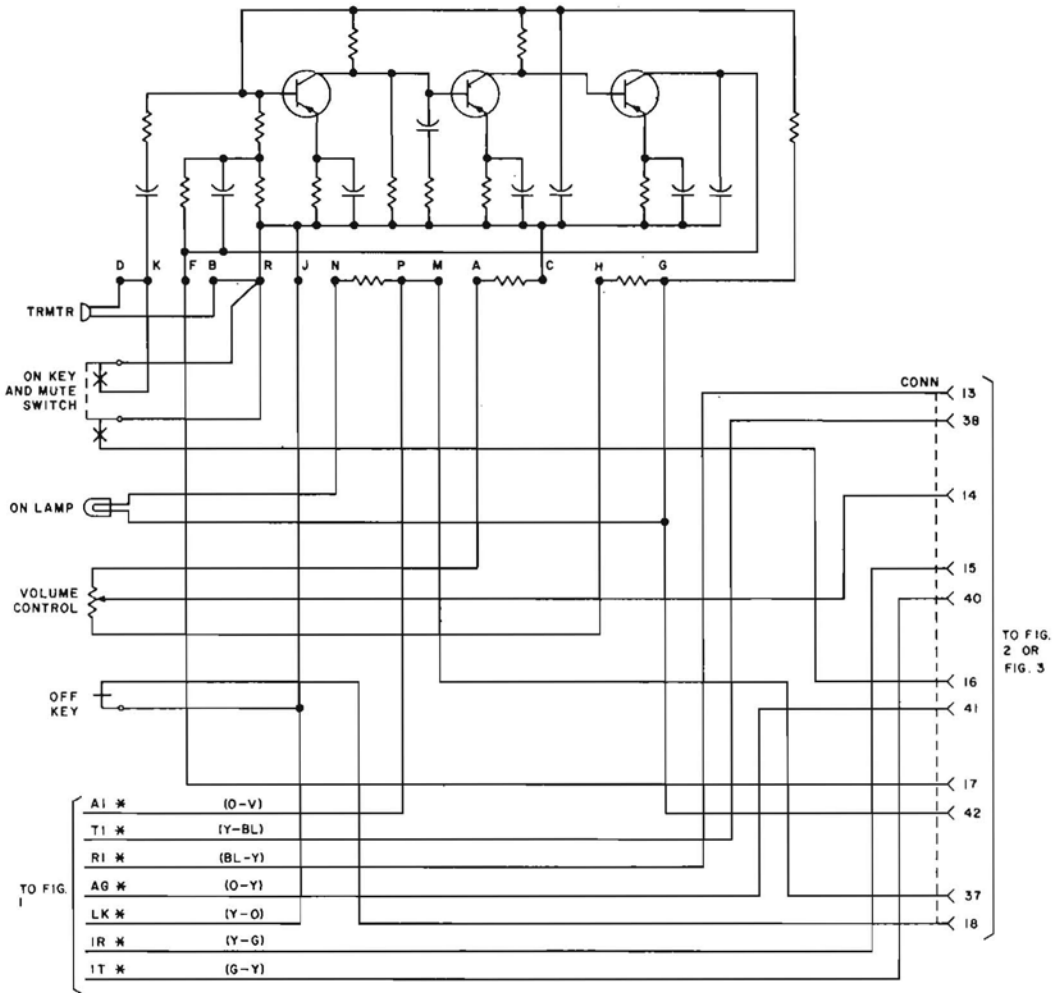 D K F B R J N P M A C H G
TRMTR
ON KEY
AND MUTE
SWITCH
CONN
13
38
ON LAMP
14
VOLUME
CONTROL
15
40
TO FIG.
2 OR
FIG. 3
OFF
KEY
16
41
17
42
37
18
TO FIG.
1
A1 * (O-V)
T1 * (Y-BL)
R1 * (BL-Y)
AG * (O-Y)
LK * (Y-O)
1R * (Y-G)
1T * (G-Y)